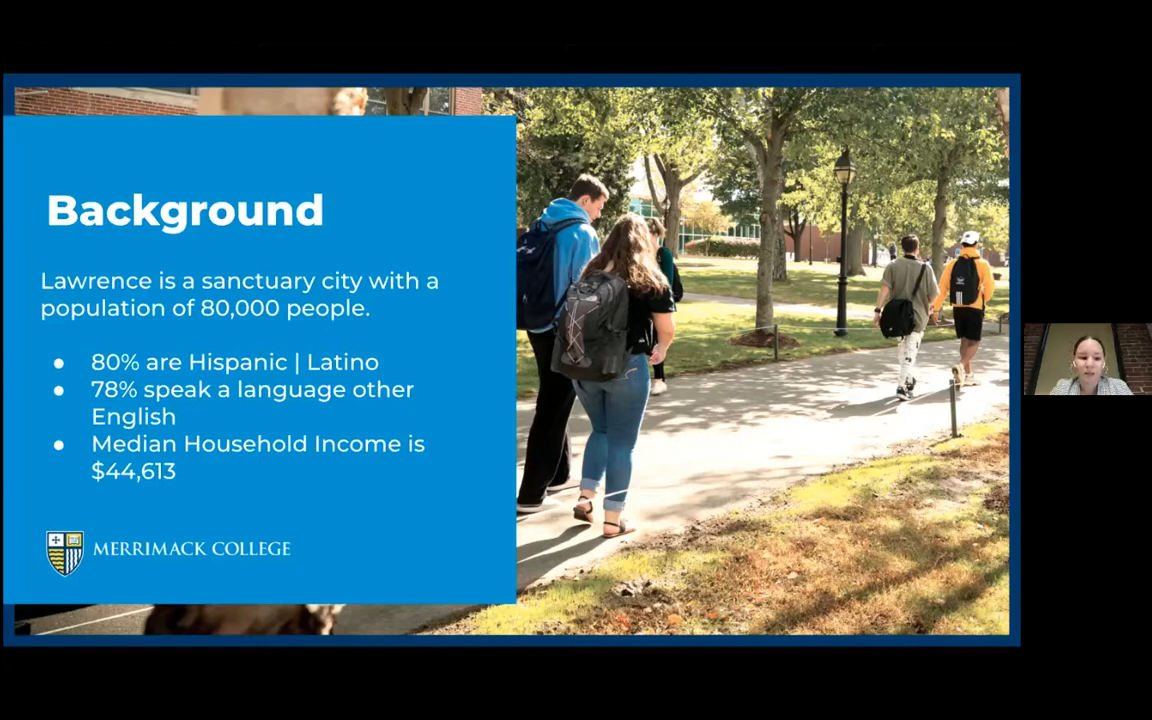 Background
Lawrence is a sanctuary city with a
population of 80,000 people.
● 80% are Hispanic | Latino
● 78% speak a language other
English
● Median Household Income is
$44,613
MERRIMACK COLLEGE